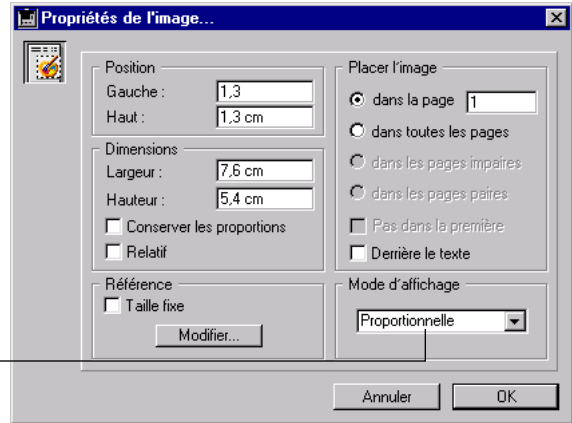 Propriétés de l'image...
Position
Gauche :
1,3
Haut :
1,3 cm
Dimensions
Largeur :
7,6 cm
Hauteur :
5,4 cm
Conserver les proportions
Relatif
Référence
Taille fixe
Modifier...
Placer l'image
dans la page
1
dans toutes les pages
dans les pages impaires
dans les pages paires
Pas dans la première
Derrière le texte
Mode d'affichage
Proportionnelle
Annuler
OK